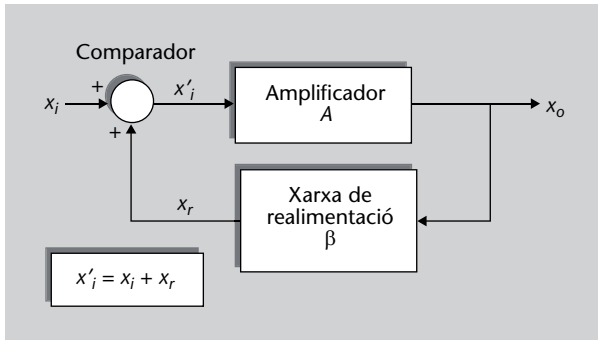 Comparador
+
x_i
x'_i
Amplificador
A
x_o
+
x_r
Xarxa de
realimentació
β
x'_i = x_i + x_r